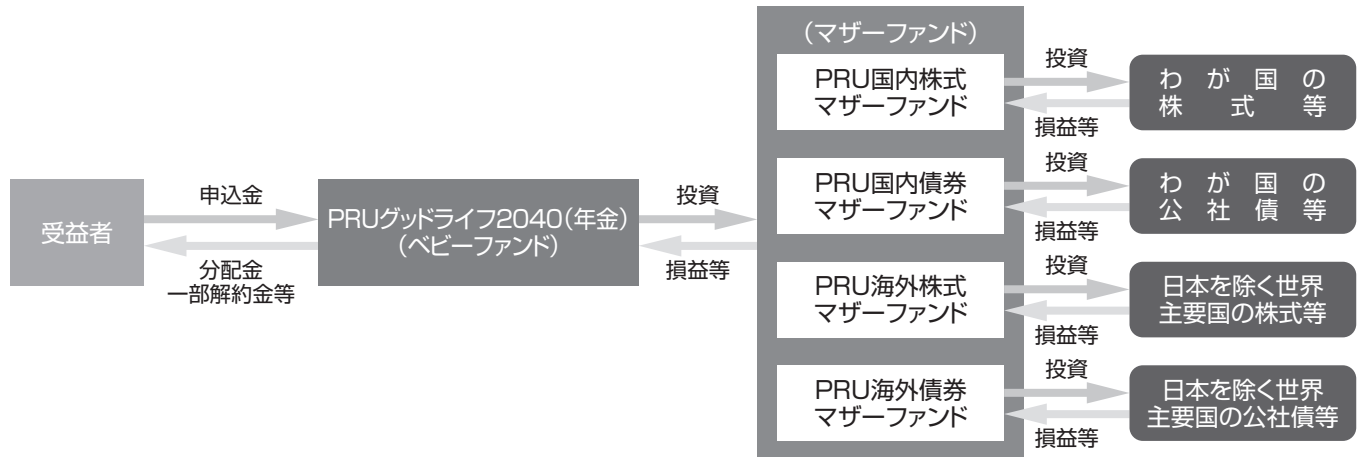 受益者
申込金
分配金
一部解約金等
PRUグッドライフ2040(年金)
(ベビーファンド)
投資
損益等
(マザーファンド)
PRU国内株式
マザーファンド
投資
損益等
わが国の
株式等
PRU国内債券
マザーファンド
投資
損益等
わが国の
公社債等
PRU海外株式
マザーファンド
投資
損益等
日本を除く世界
主要国の株式等
PRU海外債券
マザーファンド
投資
損益等
日本を除く世界
主要国の公社債等